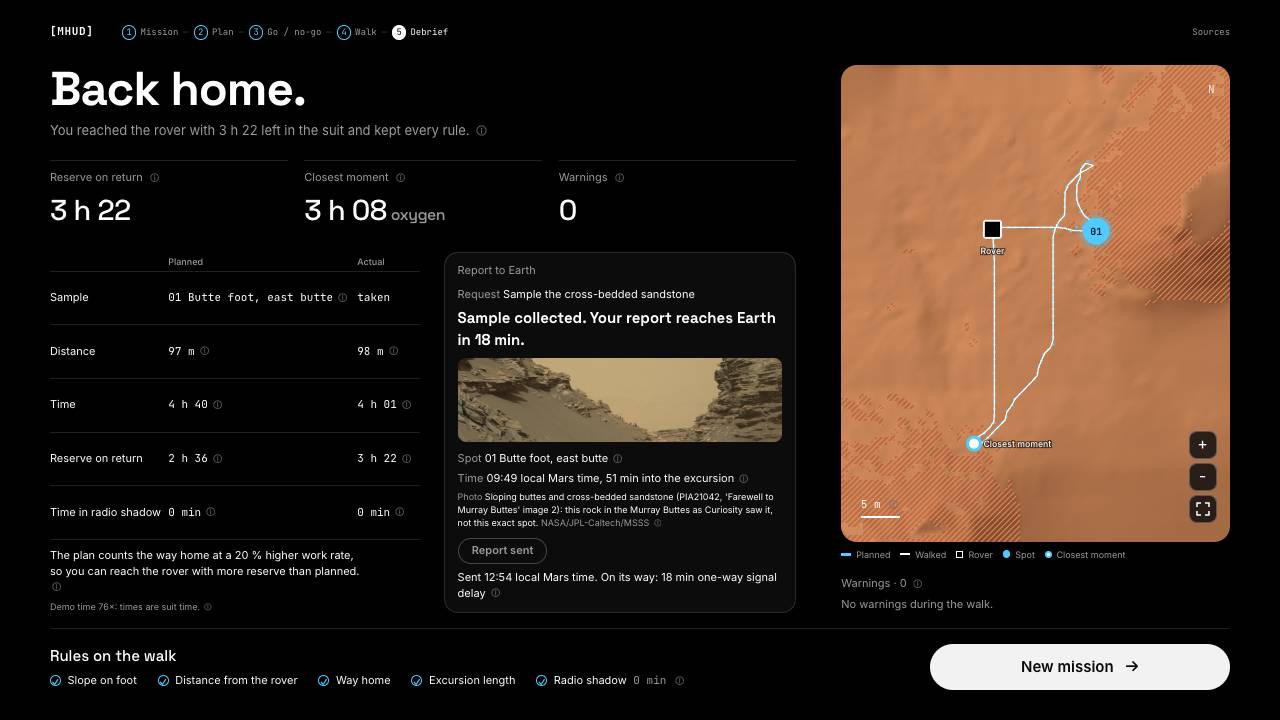 [MHUD]
1 Mission – 2 Plan – 3 Go / no-go – 4 Walk – 5 Debrief
Sources
Back home.
You reached the rover with 3 h 22 left in the suit and kept every rule. ⓘ
Reserve on return ⓘ
3 h 22
Closest moment ⓘ
3 h 08 oxygen
Warnings ⓘ
0
Planned Actual
Sample 01 Butte foot, east butte ⓘ taken
Distance 97 m ⓘ 98 m ⓘ
Time 4 h 40 ⓘ 4 h 01 ⓘ
Reserve on return 2 h 36 ⓘ 3 h 22 ⓘ
Time in radio shadow 0 min ⓘ 0 min ⓘ
The plan counts the way home at a 20 % higher work rate,
so you can reach the rover with more reserve than planned.
ⓘ
Demo time 76×: times are suit time. ⓘ
Report to Earth
Request Sample the cross-bedded sandstone
Sample collected. Your report reaches Earth
in 18 min.
Spot 01 Butte foot, east butte ⓘ
Time 09:49 local Mars time, 51 min into the excursion ⓘ
Photo Sloping buttes and cross-bedded sandstone (PIA21042, 'Farewell to
Murray Buttes' image 2): this rock in the Murray Buttes as Curiosity saw it,
not this exact spot. NASA/JPL-Caltech/MSSS ⓘ
Report sent
Sent 12:54 local Mars time. On its way: 18 min one-way signal
delay ⓘ
N
01
Rover
Closest moment
5 m ⓘ
+
-
Planned Walked Rover Spot Closest moment
Warnings · 0 ⓘ
No warnings during the walk.
Rules on the walk
Slope on foot Distance from the rover Way home Excursion length Radio shadow 0 min ⓘ
New mission →